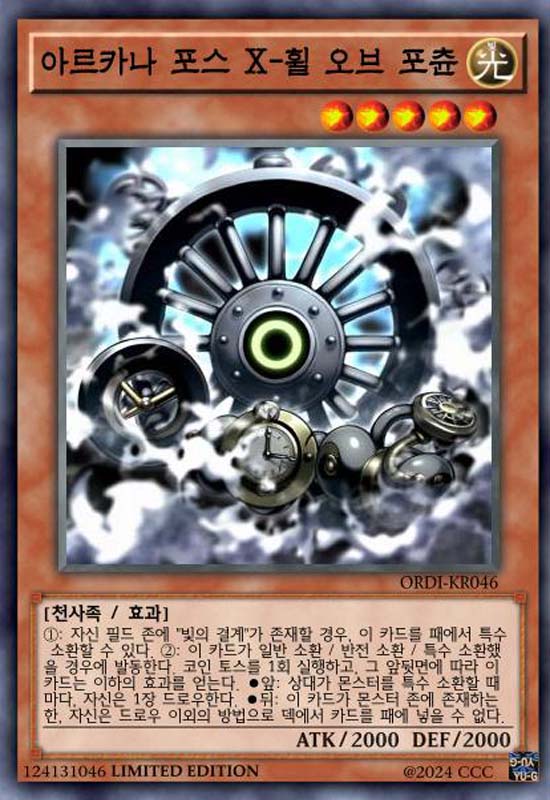 아르카나 포스 X-휠 오브 포츈
光
ORDI-KR046
[천사족 / 효과]
①: 자신 필드 존에 "빛의 결계"가 존재할 경우, 이 카드를 패에서 특수
소환할 수 있다. ②: 이 카드가 일반 소환 / 반전 소환 / 특수 소환했
을 경우에 발동한다. 코인 토스를 1회 실행하고, 그 앞뒷면에 따라 이
카드는 이하의 효과를 얻는다. ●앞: 상대가 몬스터를 특수 소환할 때
마다, 자신은 1장 드로우한다. ●뒤: 이 카드가 몬스터 존에 존재하는
한, 자신은 드로우 이외의 방법으로 덱에서 카드를 패에 넣을 수 없다.
ATK/2000 DEF/2000
124131046 LIMITED EDITION
@2024 CCC